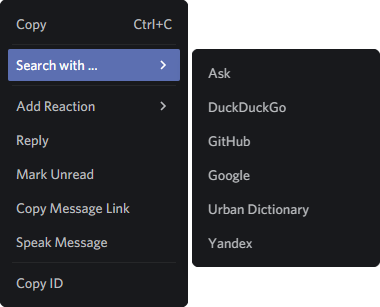 Copy Ctrl+C
Search with ...
Add Reaction
Reply
Mark Unread
Copy Message Link
Speak Message
Copy ID
Ask
DuckDuckGo
GitHub
Google
Urban Dictionary
Yandex